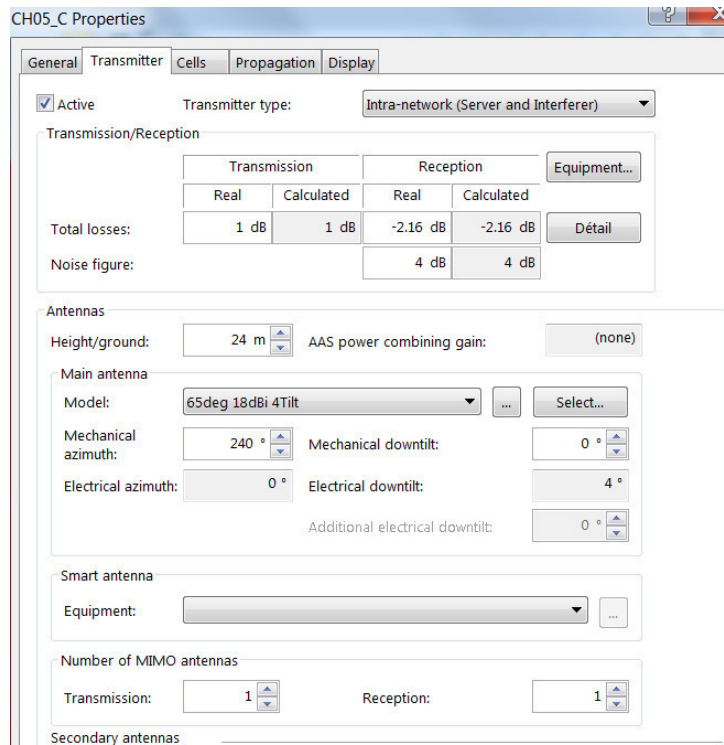 CH05_C Properties
General Transmitter Cells Propagation Display
Active Transmitter type: Intra-network (Server and Interferer)
Transmission/Reception
Transmission Reception Equipment...
Real Calculated Real Calculated
Total losses: 1 dB 1 dB -2.16 dB -2.16 dB Détail
Noise figure: 4 dB 4 dB
Antennas
Height/ground: 24 m AAS power combining gain: (none)
Main antenna
Model: 65deg 18dBi 4Tilt ... Select...
Mechanical
azimuth: 240 ° Mechanical downtilt: 0 °
Electrical azimuth: 0 ° Electrical downtilt: 4 °
Additional electrical downtilt: 0 °
Smart antenna
Equipment: ...
Number of MIMO antennas
Transmission: 1 Reception: 1
Secondary antennas